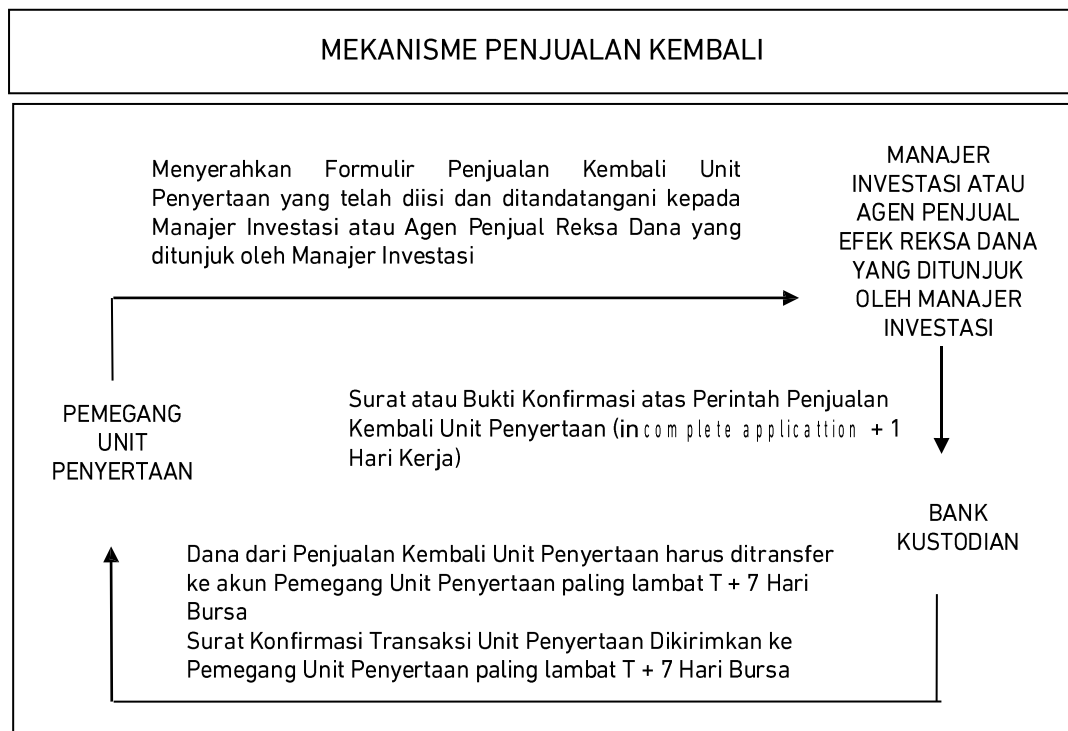 MEKANISME PENJUALAN KEMBALI
Menyerahkan Formulir Penjualan Kembali Unit
Penyertaan yang telah diisi dan ditandatangani kepada
Manajer Investasi atau Agen Penjual Reksa Dana yang
ditunjuk oleh Manajer Investasi
MANAJER
INVESTASI ATAU
AGEN PENJUAL
EFEK REKSA DANA
YANG DITUNJUK
OLEH MANAJER
INVESTASI
PEMEGANG
UNIT
PENYERTAAN
Surat atau Bukti Konfirmasi atas Perintah Penjualan
Kembali Unit Penyertaan (in complete applicattion + 1
Hari Kerja)
BANK
KUSTODIAN
Dana dari Penjualan Kembali Unit Penyertaan harus ditransfer
ke akun Pemegang Unit Penyertaan paling lambat T + 7 Hari
Bursa
Surat Konfirmasi Transaksi Unit Penyertaan Dikirimkan ke
Pemegang Unit Penyertaan paling lambat T + 7 Hari Bursa